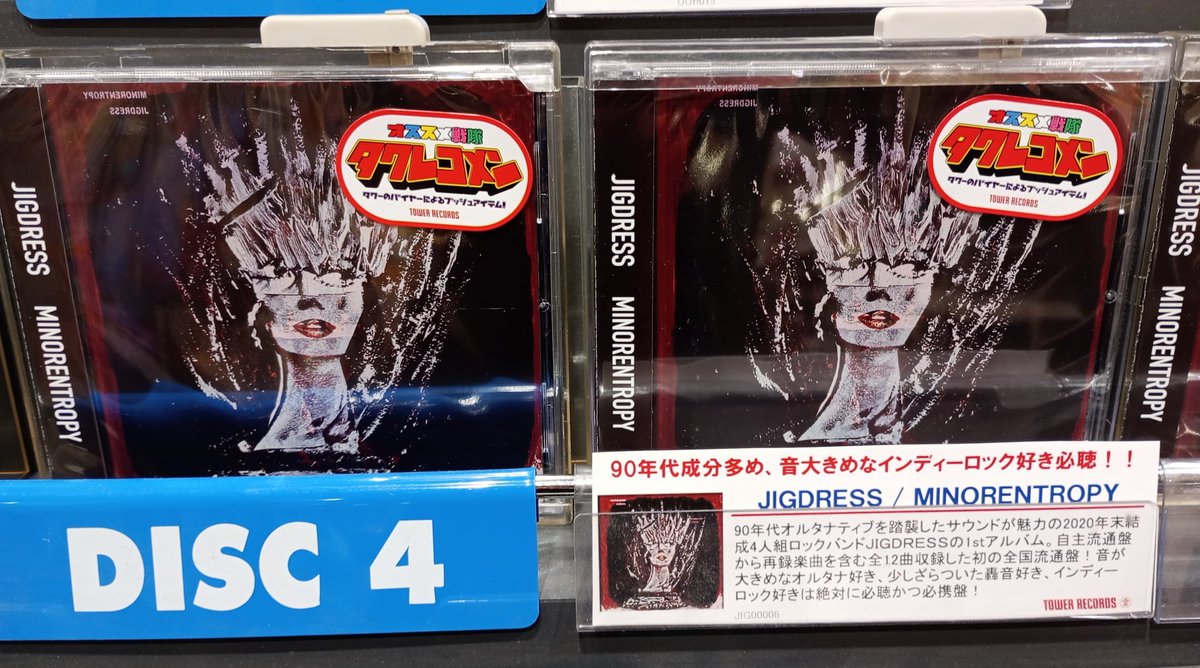 OOR015
MINORENTROPY
JIGDRESS
JIGDRESS MINORENTROPY
オススメ戦隊
タワレコメン
タワーのバイヤーによるプッシュアイテム!
TOWER RECORDS
DISC 4
MINORENTROPY
JIGDRESS
JIGDRESS MINORENTROPY
オススメ戦隊
タワレコメン
タワーのバイヤーによるプッシュアイテム!
TOWER RECORDS
90年代成分多め、音大きめなインディーロック好き必聴!!
JIGDRESS / MINORENTROPY
90年代オルタナティブを踏襲したサウンドが魅力の2020年末結
成4人組ロックバンドJIGDRESSの1stアルバム。自主流通盤
から再録楽曲を含む全12曲収録した初の全国流通盤!音が
大きめなオルタナ好き、少しざらついた轟音好き、インディー
ロック好きは絶対に必聴かつ必携盤!
JIG00006
TOWER RECORDS
JIGDRESS MINORENTROPY